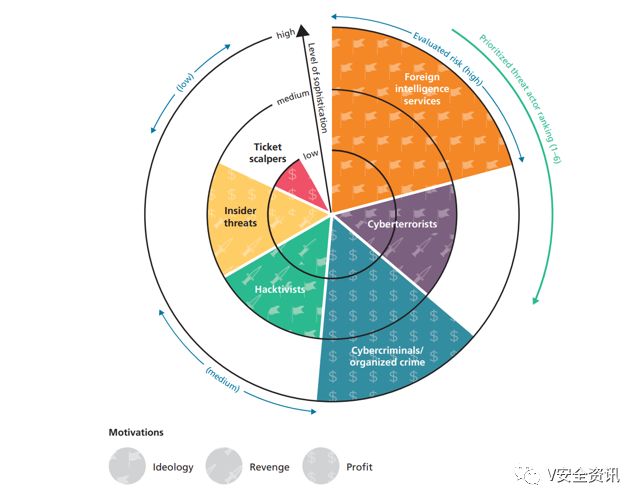 high
medium
low
Level of sophistication
Evaluated risk (high)
Prioritized threat actor ranking (1–6)
(low)
(medium)
Foreign
intelligence
services
Cyberterrorists
Cybercriminals/
organized crime
Hacktivists
Insider
threats
Ticket
scalpers
Motivations
Ideology
Revenge
Profit
V安全资讯